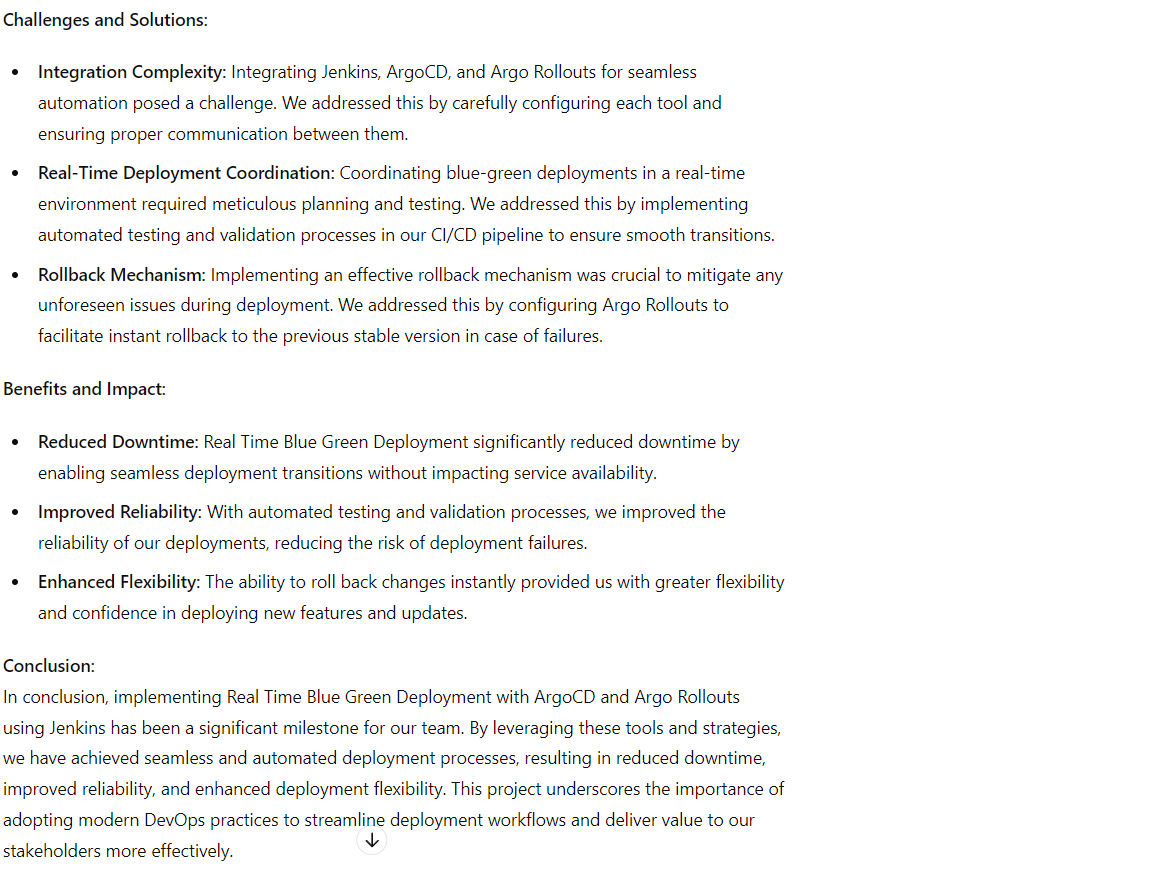 Challenges and Solutions:
• Integration Complexity: Integrating Jenkins, ArgoCD, and Argo Rollouts for seamless
automation posed a challenge. We addressed this by carefully configuring each tool and
ensuring proper communication between them.
• Real-Time Deployment Coordination: Coordinating blue-green deployments in a real-time
environment required meticulous planning and testing. We addressed this by implementing
automated testing and validation processes in our CI/CD pipeline to ensure smooth transitions.
• Rollback Mechanism: Implementing an effective rollback mechanism was crucial to mitigate any
unforeseen issues during deployment. We addressed this by configuring Argo Rollouts to
facilitate instant rollback to the previous stable version in case of failures.
Benefits and Impact:
• Reduced Downtime: Real Time Blue Green Deployment significantly reduced downtime by
enabling seamless deployment transitions without impacting service availability.
• Improved Reliability: With automated testing and validation processes, we improved the
reliability of our deployments, reducing the risk of deployment failures.
• Enhanced Flexibility: The ability to roll back changes instantly provided us with greater flexibility
and confidence in deploying new features and updates.
Conclusion:
In conclusion, implementing Real Time Blue Green Deployment with ArgoCD and Argo Rollouts
using Jenkins has been a significant milestone for our team. By leveraging these tools and strategies,
we have achieved seamless and automated deployment processes, resulting in reduced downtime,
improved reliability, and enhanced deployment flexibility. This project underscores the importance of
adopting modern DevOps practices to streamline deployment workflows and deliver value to our
stakeholders more effectively.